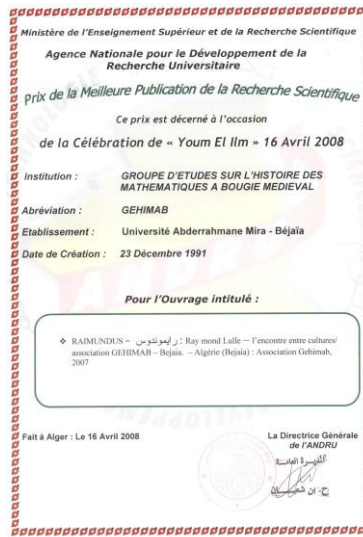 Ministère de l'Enseignement Supérieur et de la Recherche Scientifique
Agence Nationale pour le Développement de la
Recherche Universitaire
Prix de la Meilleure Publication de la Recherche Scientifique
Ce prix est décerné à l'occasion
de la Célébration de « Youm El Ilm » 16 Avril 2008
Institution : GROUPE D'ETUDES SUR L'HISTOIRE DES
MATHEMATIQUES A BOUGIE MEDIEVAL
Abréviation : GEHIMAB
Etablissement : Université Abderrahmane Mira - Béjaïa
Date de Création : 23 Décembre 1991
Pour l'Ouvrage intitulé :
❖ RAIMUNDUS – رايموندوس : Ray mond Lulle – l'encontre entre cultures/
association GEHIMAB – Bejaia. – Algérie (Bejaia) : Association Gehimab,
2007
Fait à Alger : Le 16 Avril 2008
La Directrice Générale
de l'ANDRU
المديرة العامة
ANDRU